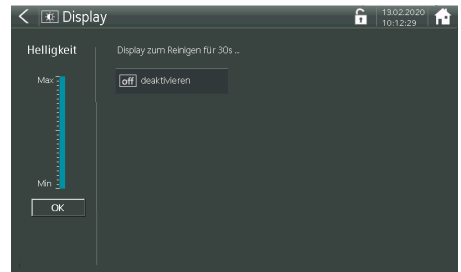 Display
13.02.2020
10:12:29
Helligkeit
Display zum Reinigen für 30s ...
Max
off deaktivieren
Min
OK